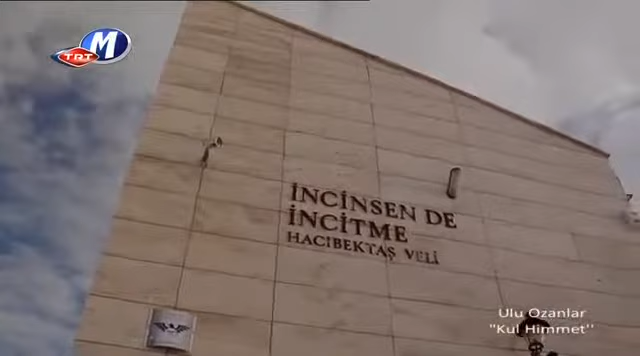 TRT M
İNCİNSEN DE
İNCİTME
HACIBEKTAŞ VELİ
Ulu Ozanlar
"Kul Himmet"